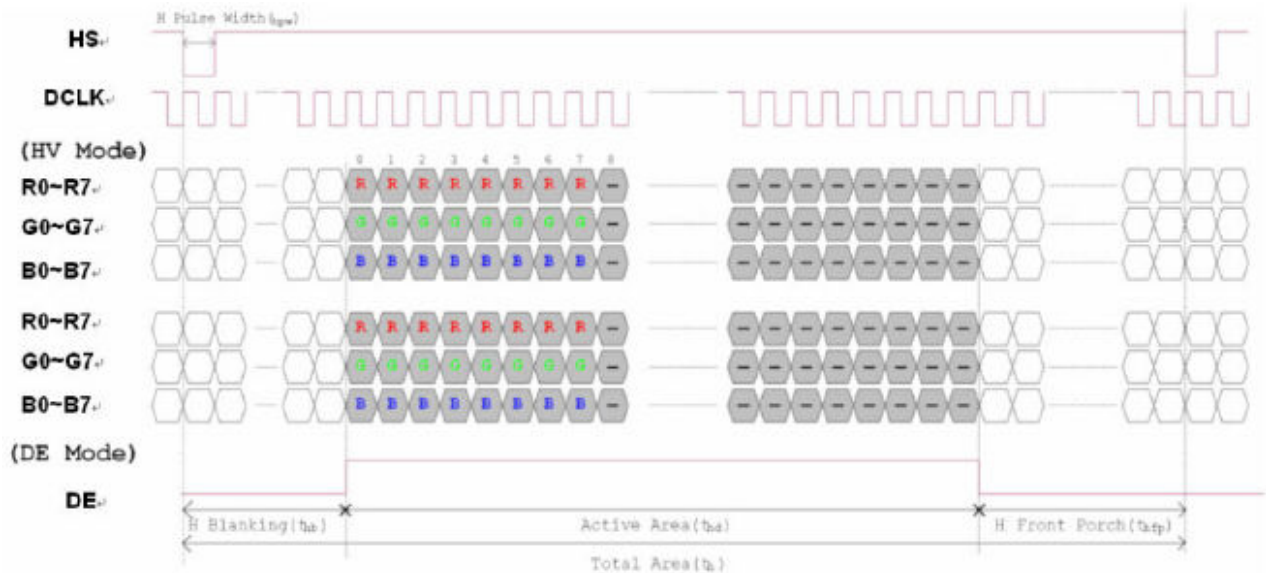 H Pulse Width(thpw)
HS
DCLK
(HV Mode)
0 1 2 3 4 5 6 7 8
R0~R7 R R R R R R R R - - - - - - - - -
G0~G7 G G G G G G G G - - - - - - - - -
B0~B7 B B B B B B B B - - - - - - - - -
R0~R7 R R R R R R R R - - - - - - - - -
G0~G7 G G G G G G G G - - - - - - - - -
B0~B7 B B B B B B B B - - - - - - - - -
(DE Mode)
DE
H Blanking(thb) Active Area(thd) H Front Porch(thfp)
Total Area(th)